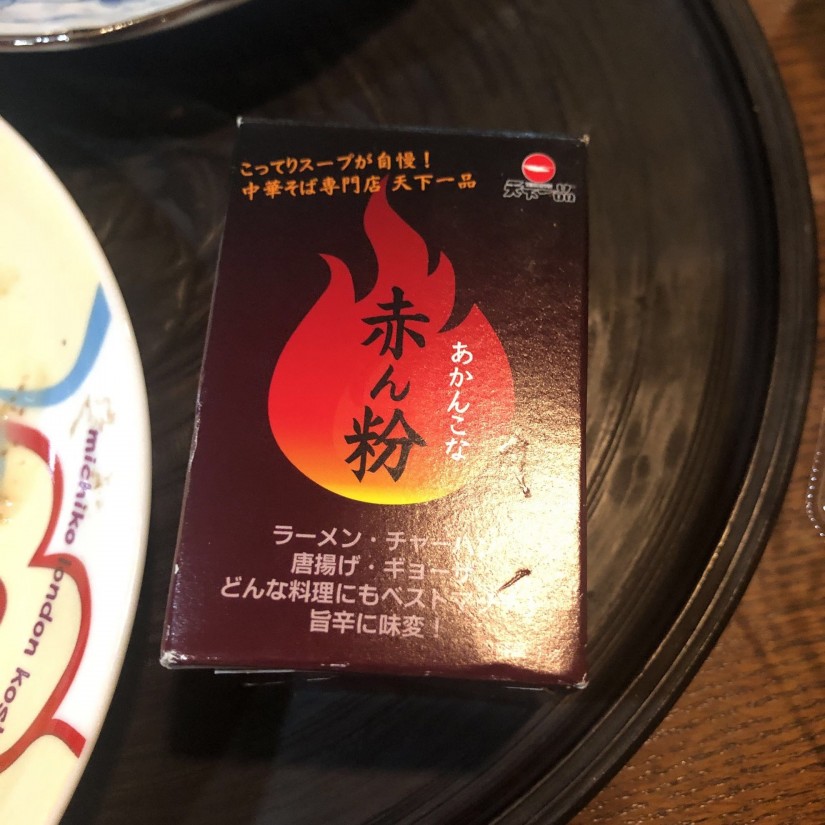 こってりスープが自慢！
中華そば専門店 天下一品
天下一品
赤ん粉
あかんこな
ラーメン・チャー
唐揚げ・ギョー
どんな料理にもベスト
旨辛に味変！
michiko london